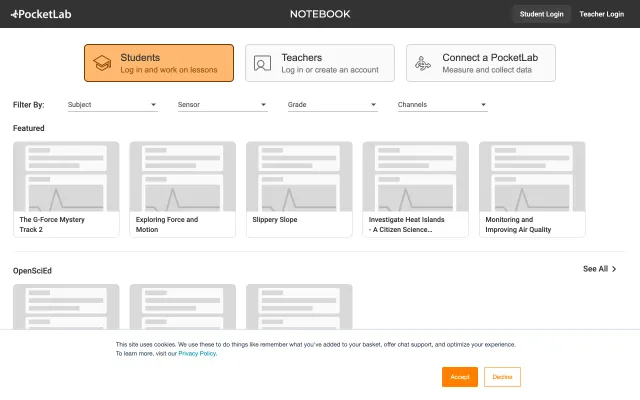 PocketLab
NOTEBOOK
Student Login
Teacher Login
Students
Log in and work on lessons
Teachers
Log in or create an account
Connect a PocketLab
Measure and collect data
Filter By:
Subject
Sensor
Grade
Channels
Featured
The G-Force Mystery
Track 2
Exploring Force and
Motion
Slippery Slope
Investigate Heat Islands
- A Citizen Science...
Monitoring and
Improving Air Quality
OpenSciEd
See All
This site uses cookies. We use these to do things like remember what you've added to your basket, offer chat support, and optimize your experience.
To learn more, visit our Privacy Policy.
Accept
Decline